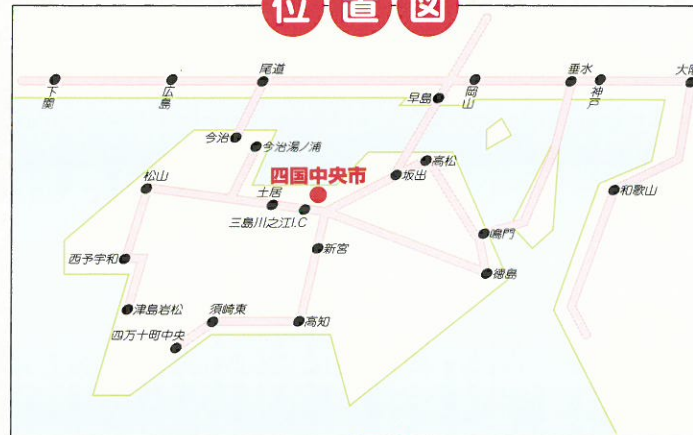 位置図
下関
広島
尾道
早島
岡山
垂水
神戸
今治
今治湯ノ浦
高松
坂出
松山
四国中央市
土居
三島川之江I.C
和歌山
西予宇和
新宮
鳴門
徳島
津島岩松
須崎東
高知
四万十町中央